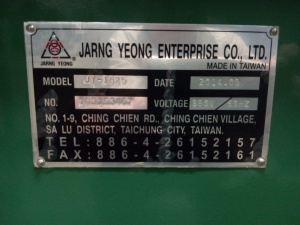 JARNG YEONG ENTERPRISE CO., LTD.
MADE IN TAIWAN
JARNG YEONG
MODEL DATE
NO. VOLTAGE
NO. 1-9, CHING CHIEN RD., CHING CHIEN VILLAGE,
SA LU DISTRICT, TAICHUNG CITY, TAIWAN.
TEL:886-4-26152157
FAX:886-4-26152161